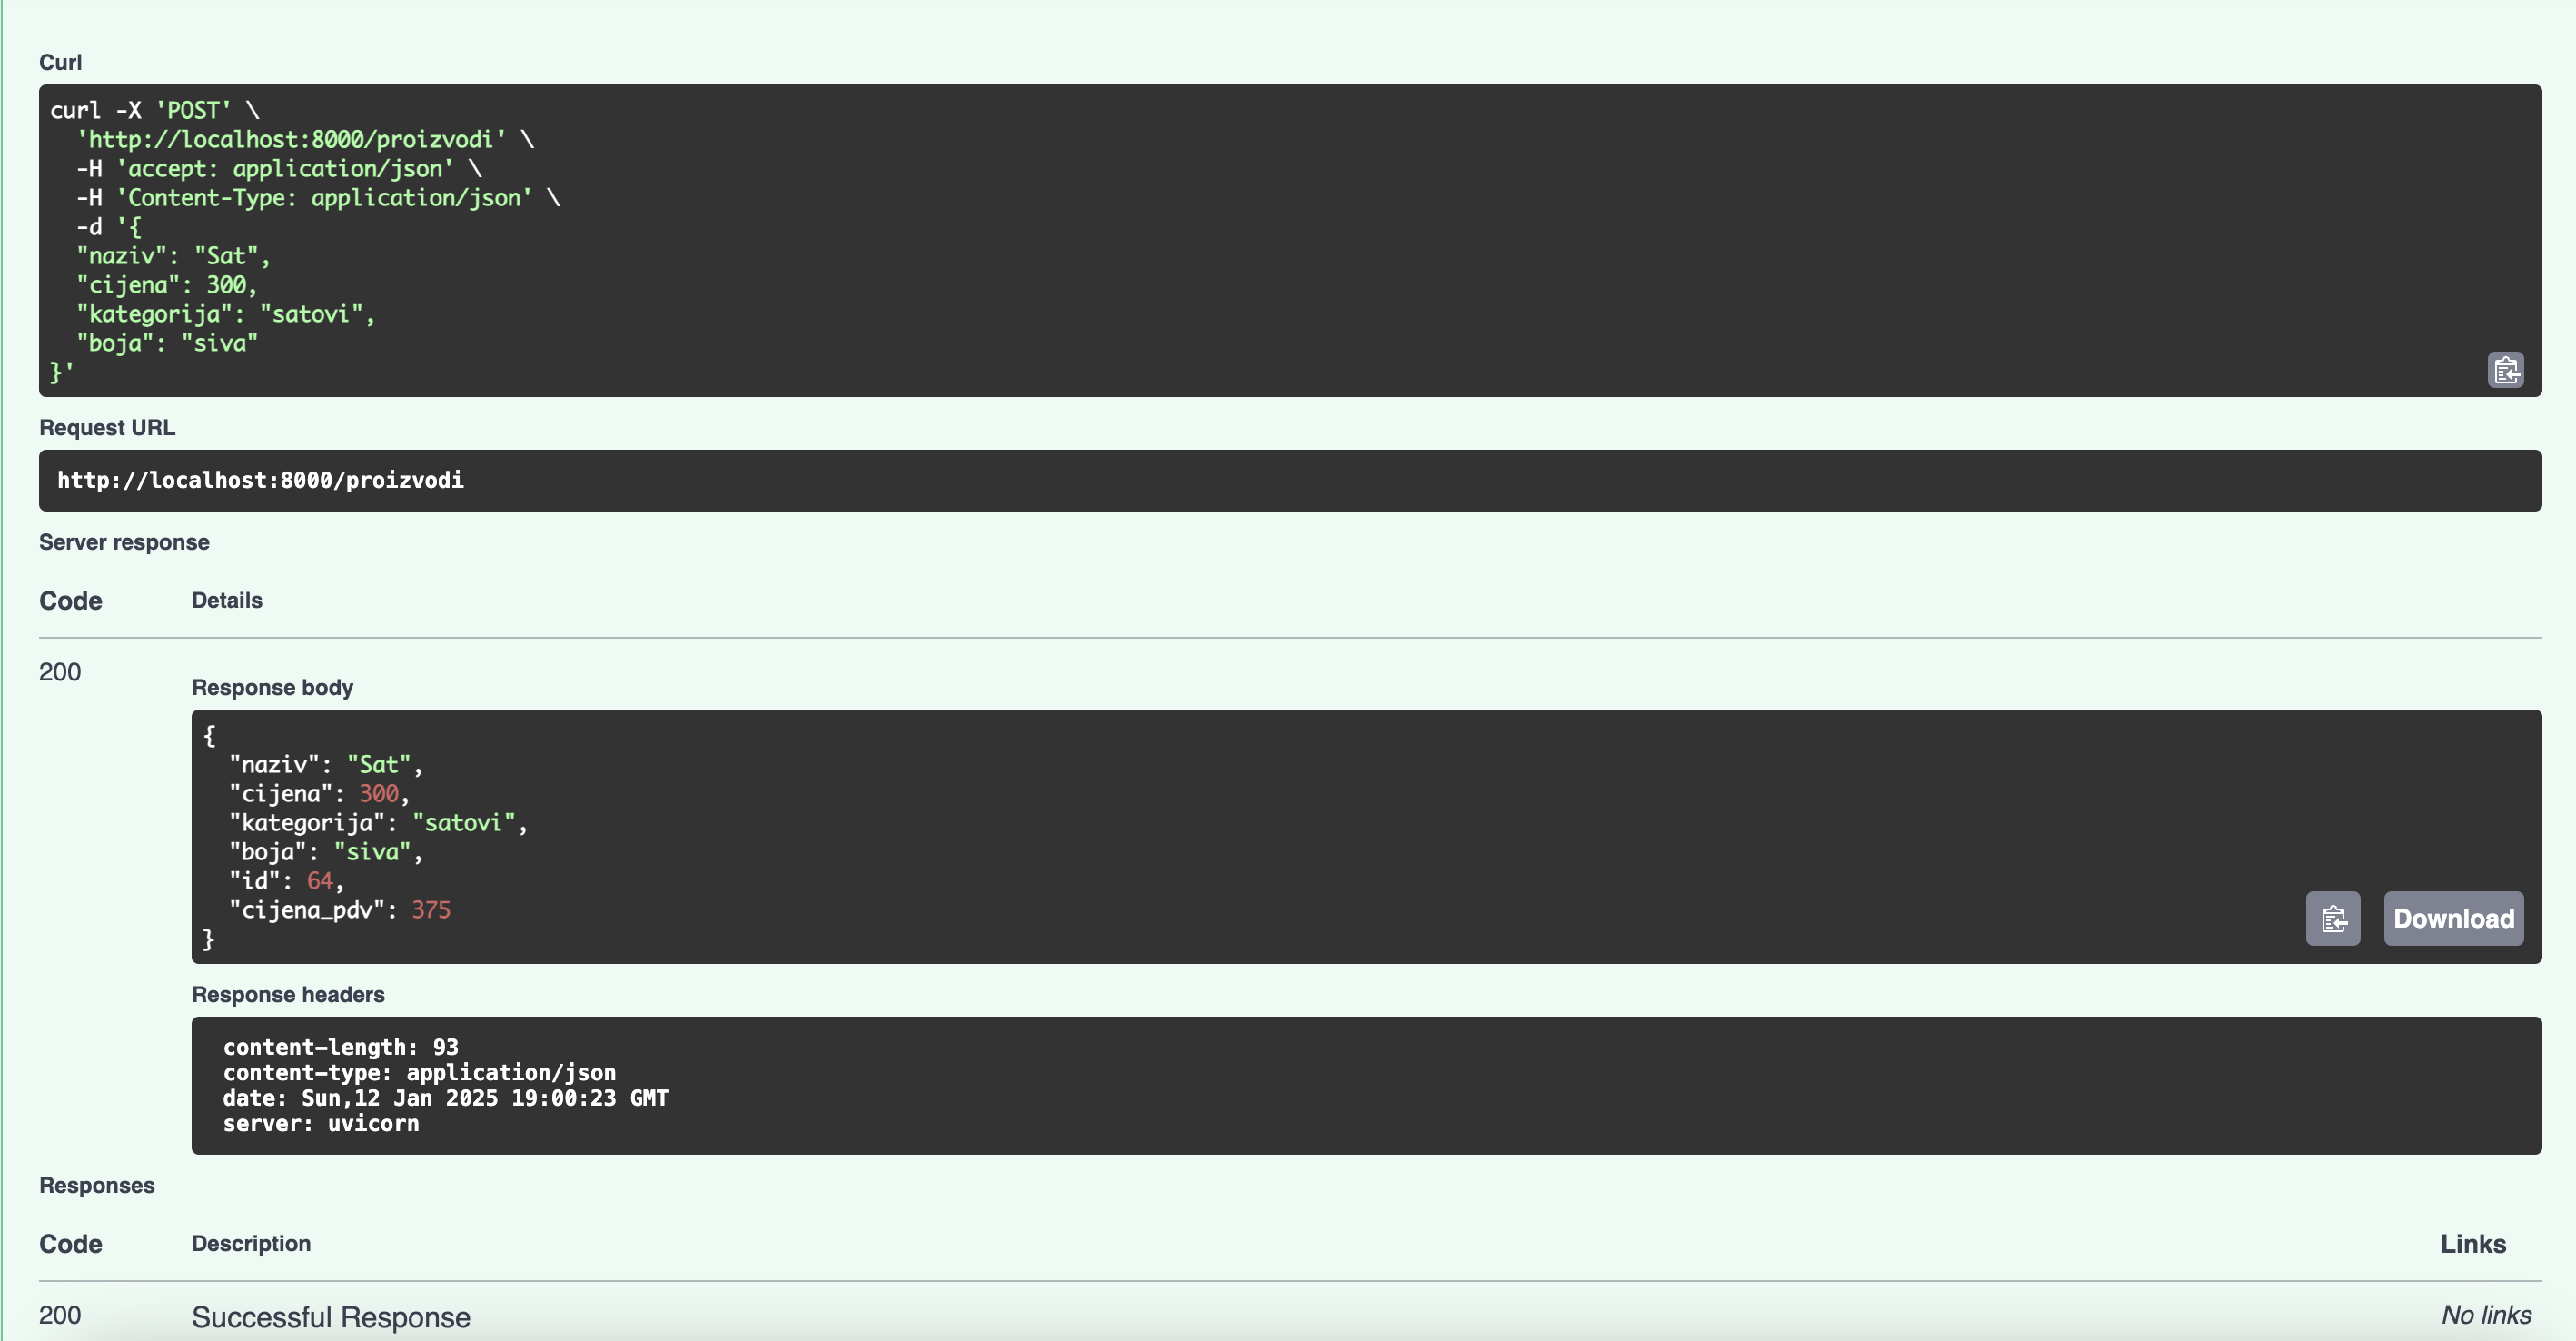 Curl
curl -X 'POST' \
  'http://localhost:8000/proizvodi' \
  -H 'accept: application/json' \
  -H 'Content-Type: application/json' \
  -d '{
  "naziv": "Sat",
  "cijena": 300,
  "kategorija": "satovi",
  "boja": "siva"
}'
Request URL
http://localhost:8000/proizvodi
Server response
Code Details
200
Response body
{
  "naziv": "Sat",
  "cijena": 300,
  "kategorija": "satovi",
  "boja": "siva",
  "id": 64,
  "cijena_pdv": 375
}
Download
Response headers
content-length: 93
content-type: application/json
date: Sun,12 Jan 2025 19:00:23 GMT
server: uvicorn
Responses
Code Description Links
200 Successful Response No links